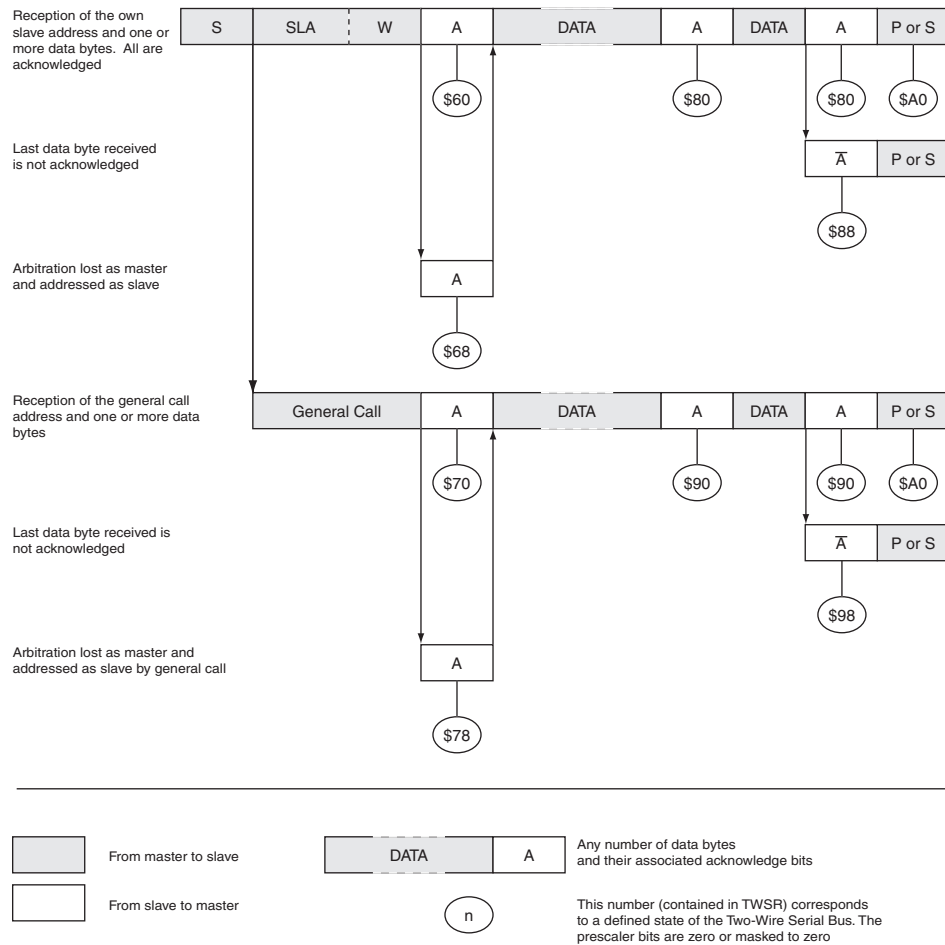 Reception of the own
slave address and one or
more data bytes.  All are
acknowledged
S SLA W A DATA A DATA A P or S
$60 $80 $80 $A0
Last data byte received
is not acknowledged
A̅ P or S
$88
Arbitration lost as master
and addressed as slave
A
$68
Reception of the general call
address and one or more data
bytes
General Call A DATA A DATA A P or S
$70 $90 $90 $A0
Last data byte received is
not acknowledged
A̅ P or S
$98
Arbitration lost as master and
addressed as slave by general call
A
$78
From master to slave
DATA A
Any number of data bytes
and their associated acknowledge bits
From slave to master
n
This number (contained in TWSR) corresponds
to a defined state of the Two-Wire Serial Bus. The
prescaler bits are zero or masked to zero